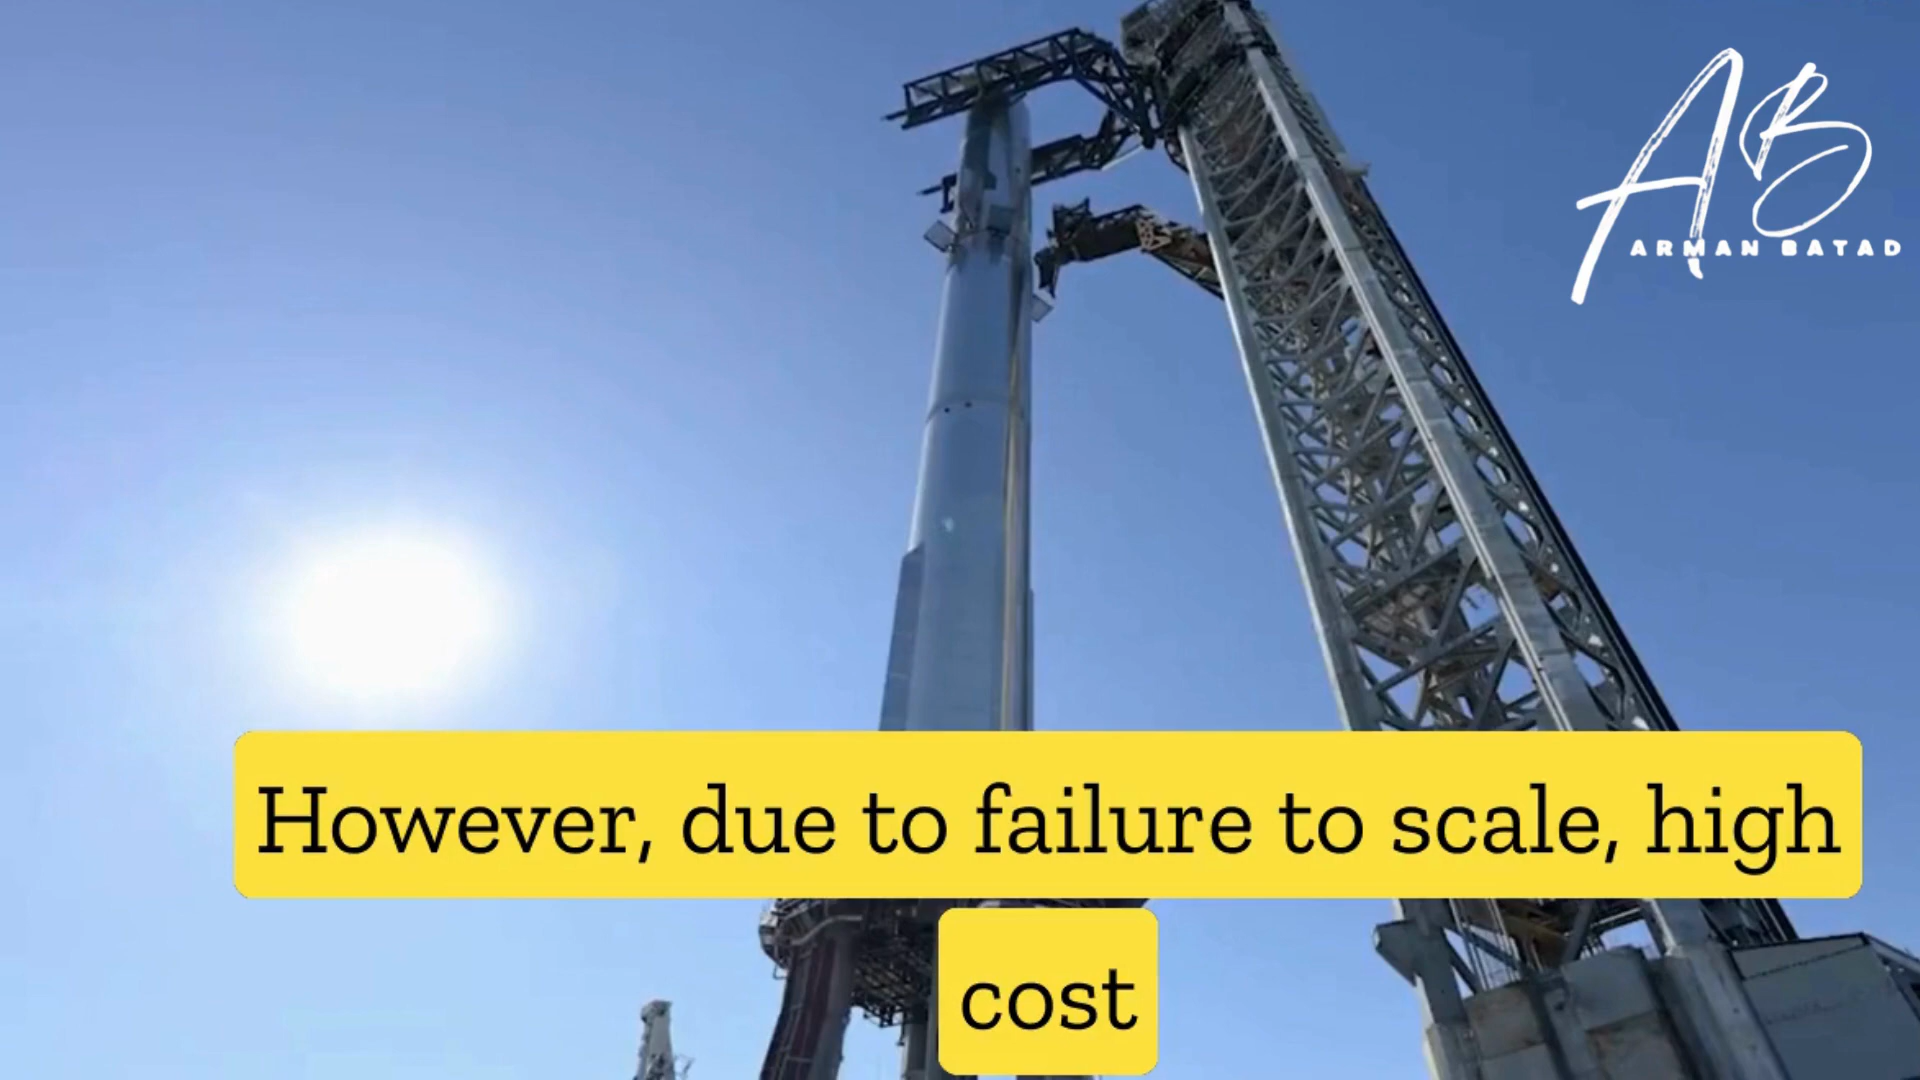 AB
ARMAN BATAD
However, due to failure to scale, high
cost